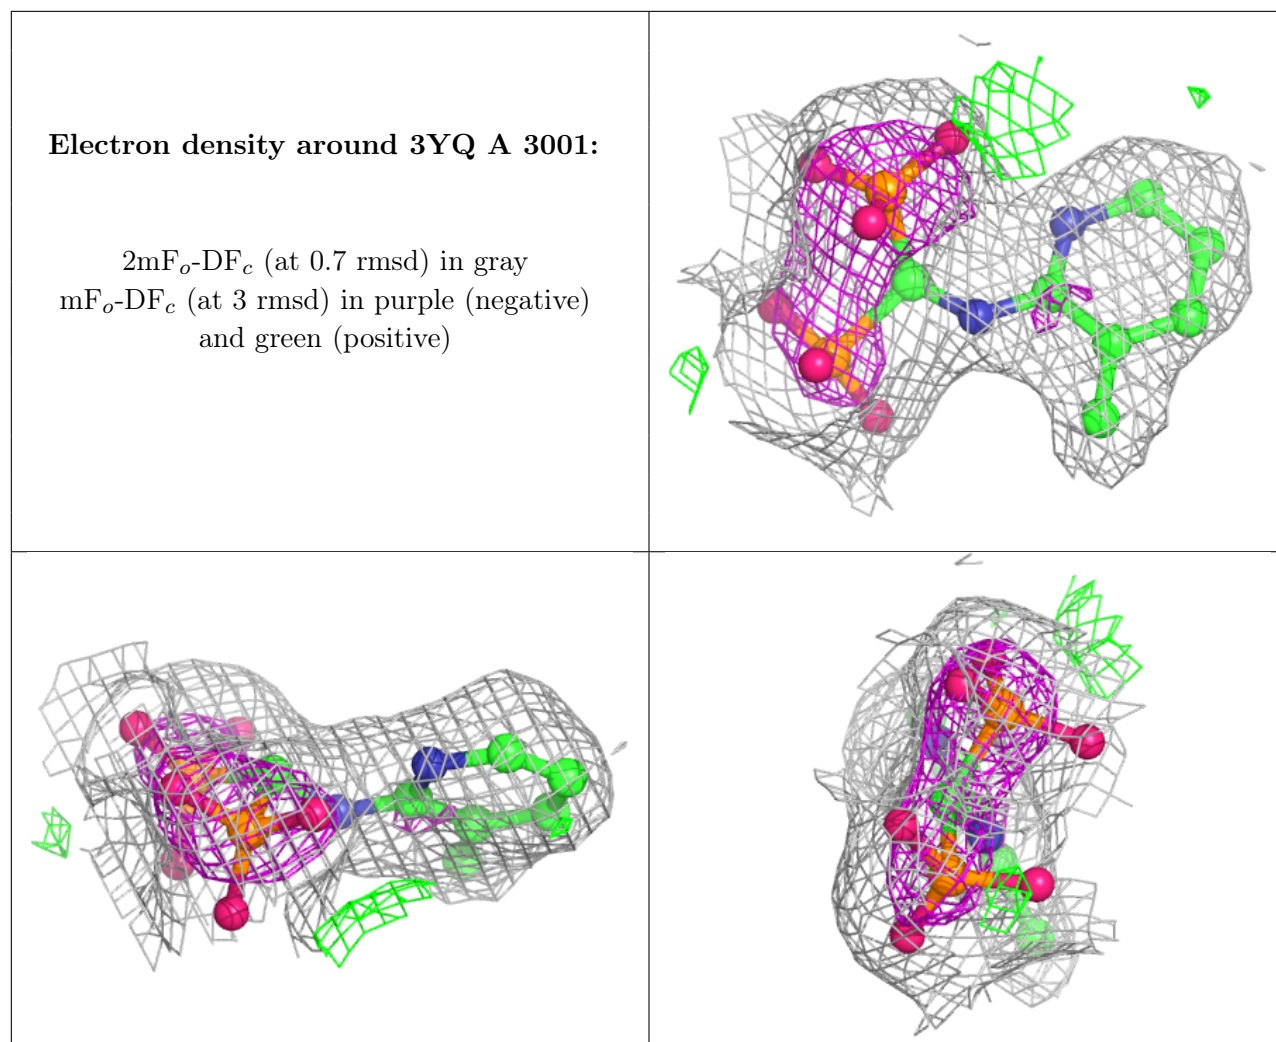 Electron density around 3YQ A 3001:
2mFo-DFc (at 0.7 rmsd) in gray
mFo-DFc (at 3 rmsd) in purple (negative)
and green (positive)